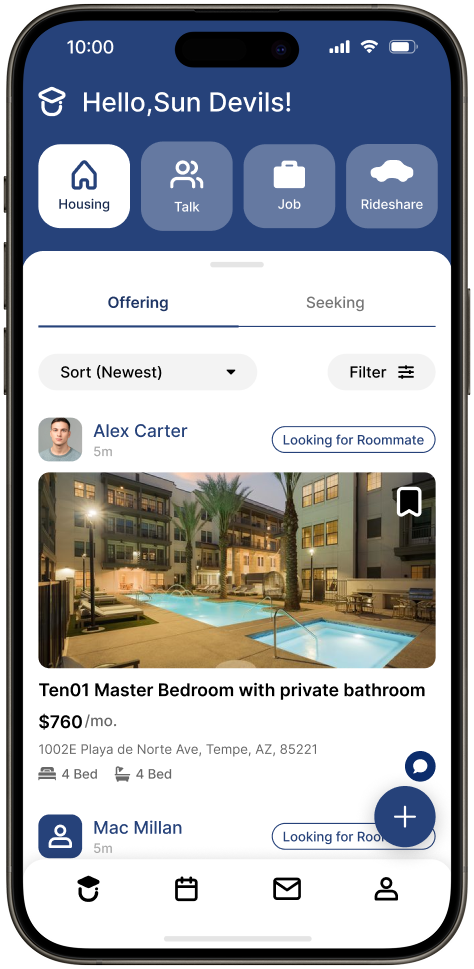 10:00
Hello,Sun Devils!
Housing
Talk
Job
Rideshare
Offering
Seeking
Sort (Newest)
Filter
Alex Carter
5m
Looking for Roommate
Ten01 Master Bedroom with private bathroom
$760/mo.
1002E Playa de Norte Ave, Tempe, AZ, 85221
4 Bed
4 Bed
Mac Millan
5m
Looking for Roo